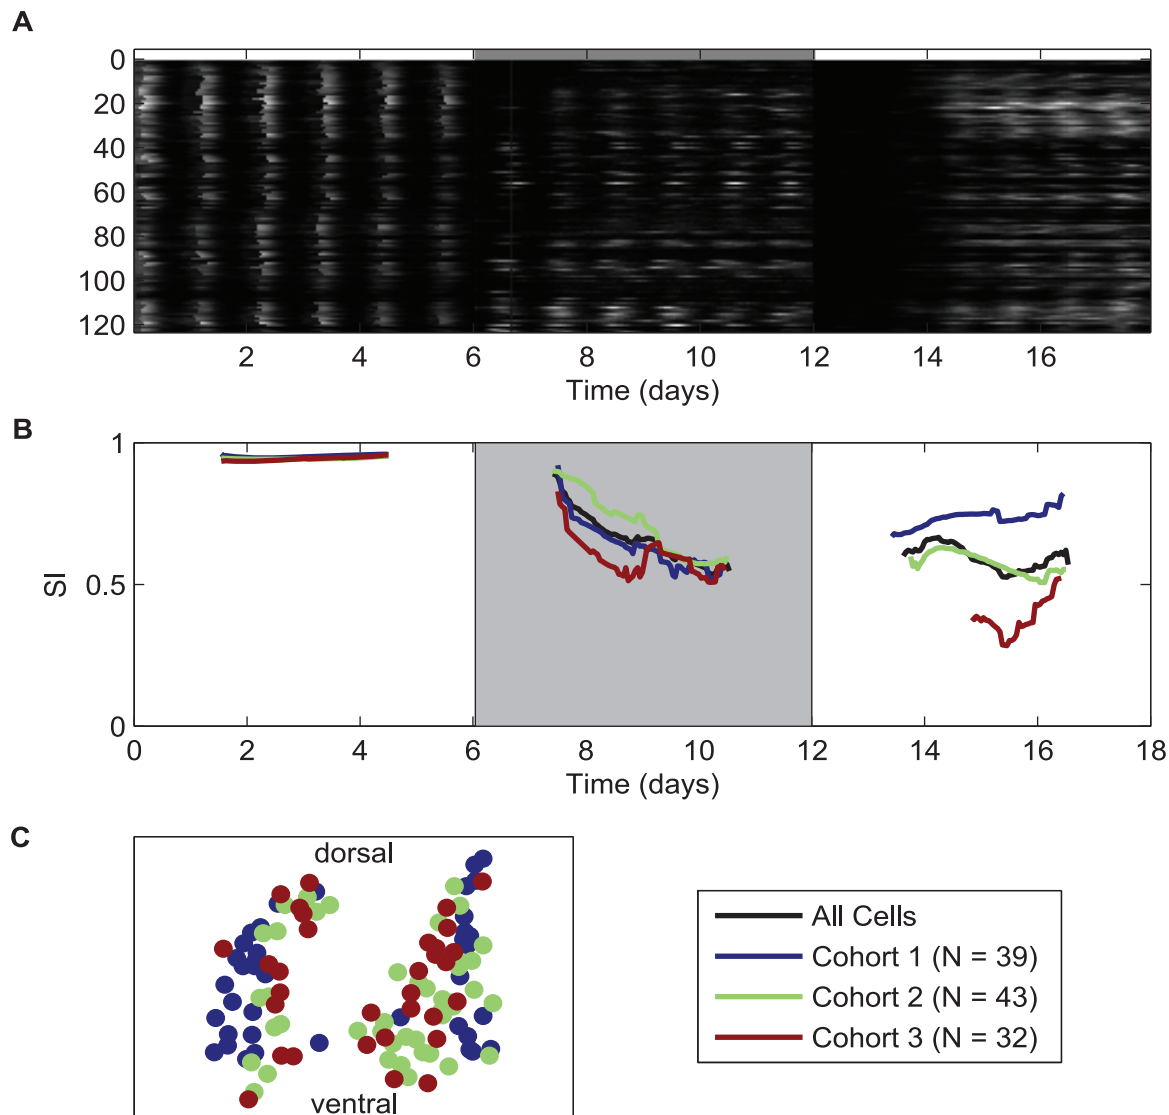 A
0
20
40
60
80
100
120
2 4 6 8 10 12 14 16
Time (days)
B
1
0.5
0
SI
0 2 4 6 8 10 12 14 16 18
Time (days)
C
dorsal
ventral
All Cells
Cohort 1 (N = 39)
Cohort 2 (N = 43)
Cohort 3 (N = 32)